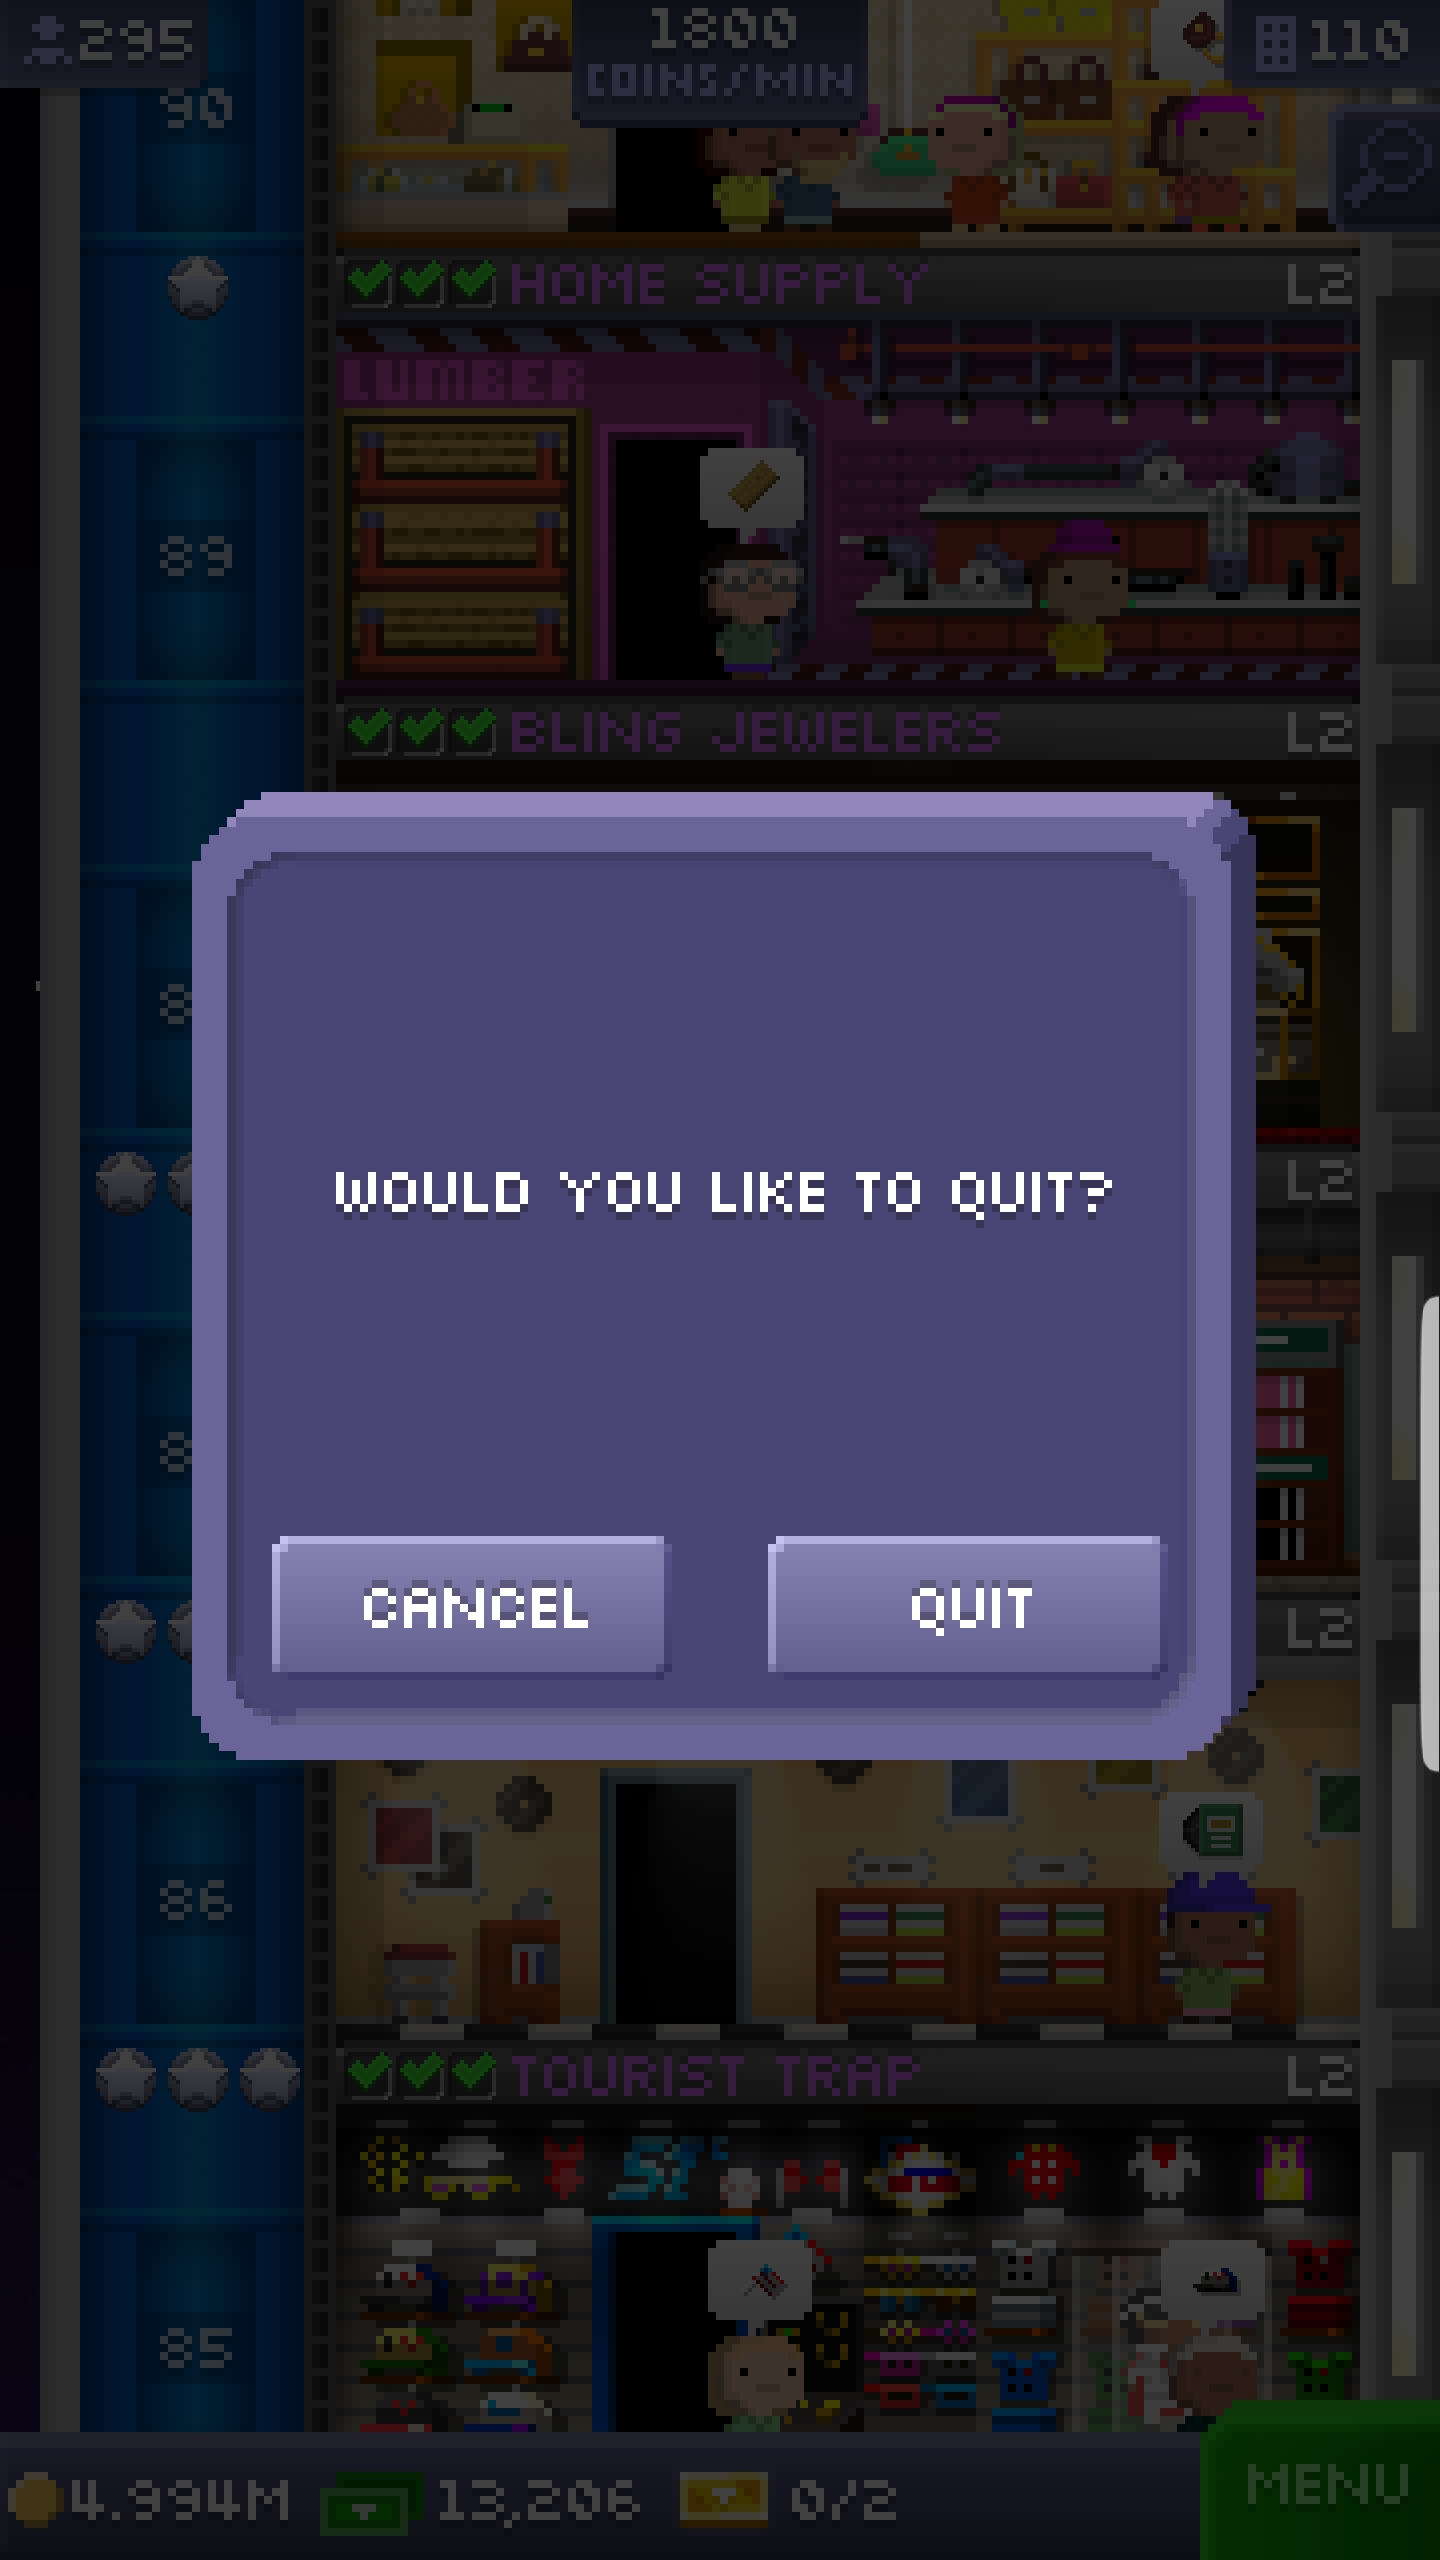 295
1800
COINS/MIN
110
90
HOME SUPPLY
L2
LUMBER
89
BLING JEWELERS
L2
L2
WOULD YOU LIKE TO QUIT?
CANCEL
QUIT
L2
86
TOURIST TRAP
L2
85
4.994M
13,206
0/2
MENU